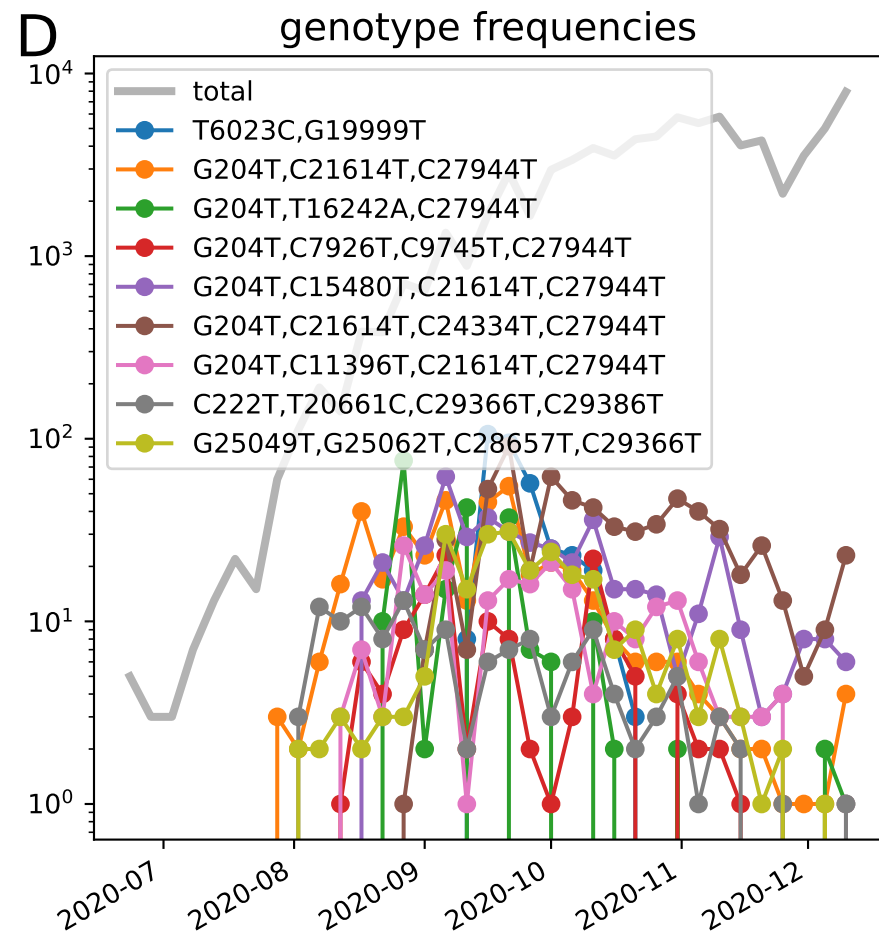 D
genotype frequencies
10⁴
10³
10²
10¹
10⁰
total
T6023C,G19999T
G204T,C21614T,C27944T
G204T,T16242A,C27944T
G204T,C7926T,C9745T,C27944T
G204T,C15480T,C21614T,C27944T
G204T,C21614T,C24334T,C27944T
G204T,C11396T,C21614T,C27944T
C222T,T20661C,C29366T,C29386T
G25049T,G25062T,C28657T,C29366T
2020-07
2020-08
2020-09
2020-10
2020-11
2020-12